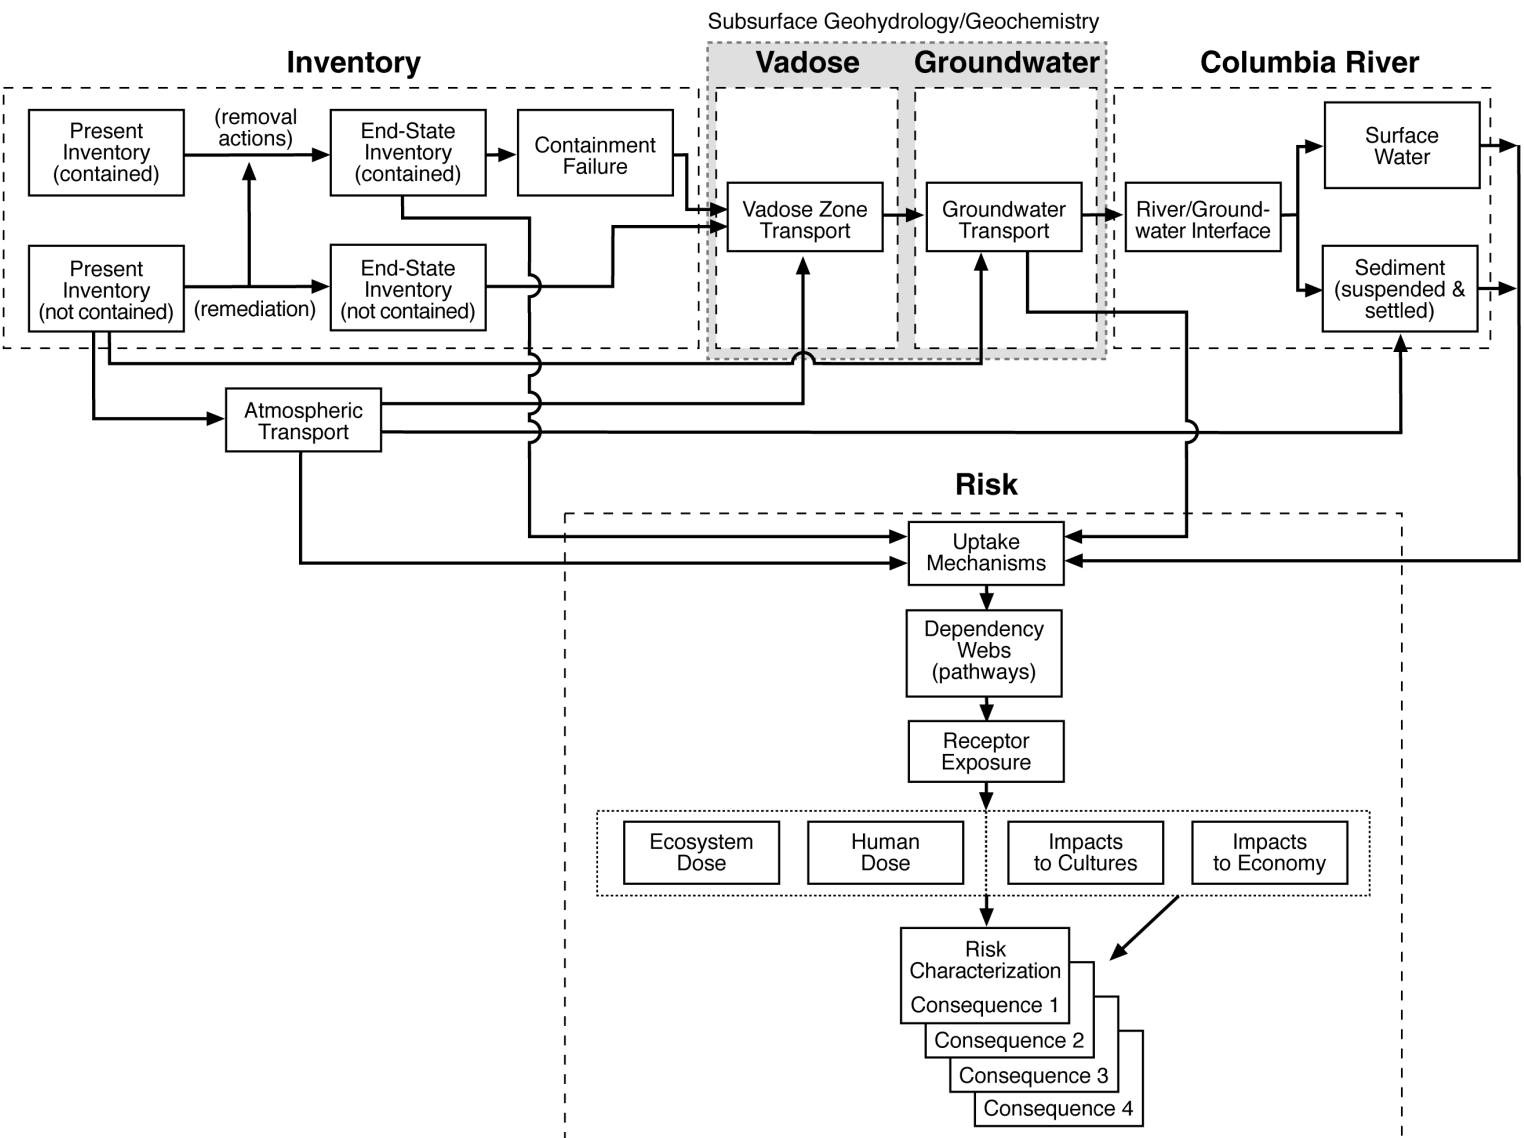 Subsurface Geohydrology/Geochemistry
Inventory
Vadose
Groundwater
Columbia River
Present
Inventory
(contained)
(removal
actions)
End-State
Inventory
(contained)
Containment
Failure
Vadose Zone
Transport
Groundwater
Transport
River/Ground-
water Interface
Surface
Water
Present
Inventory
(not contained)
(remediation)
End-State
Inventory
(not contained)
Sediment
(suspended &
settled)
Atmospheric
Transport
Risk
Uptake
Mechanisms
Dependency
Webs
(pathways)
Receptor
Exposure
Ecosystem
Dose
Human
Dose
Impacts
to Cultures
Impacts
to Economy
Risk
Characterization
Consequence 1
Consequence 2
Consequence 3
Consequence 4